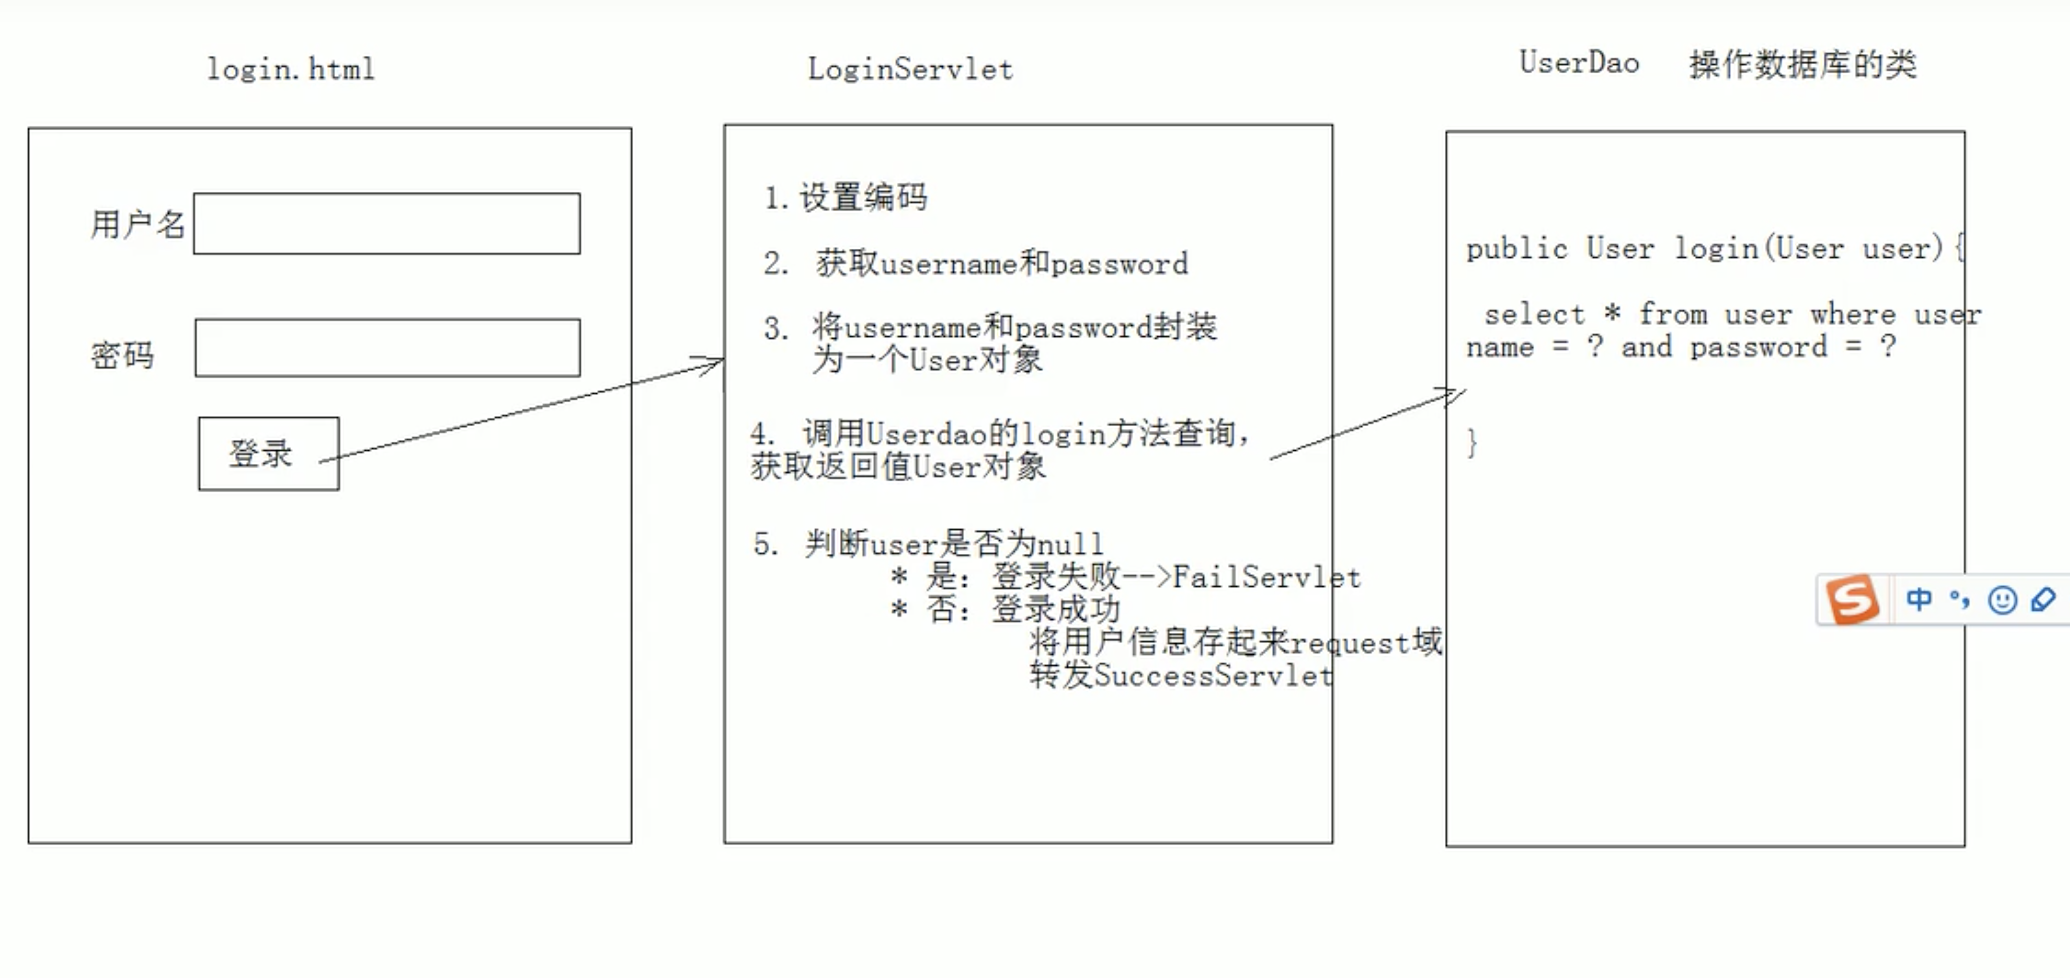 login.html
用户名
密码
登录
LoginServlet
1.设置编码
2. 获取username和password
3. 将username和password封装
为一个User对象
4. 调用Userdao的login方法查询，
获取返回值User对象
5. 判断user是否为null
* 是：登录失败-->FailServlet
* 否：登录成功
将用户信息存起来request域
转发SuccessServlet
UserDao 操作数据库的类
public User login(User user){
select * from user where user
name = ? and password = ?
}
中